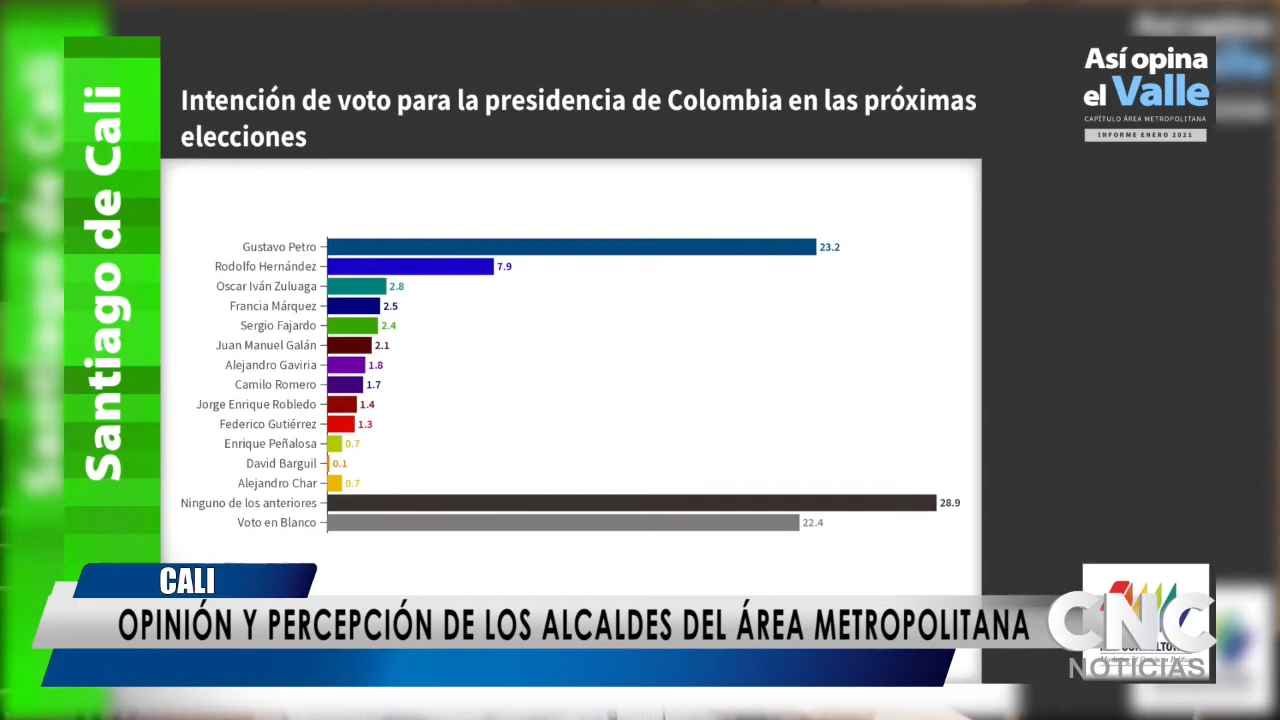 Santiago de Cali
Intención de voto para la presidencia de Colombia en las próximas
elecciones
Así opina
el Valle
CAPÍTULO ÁREA METROPOLITANA
INFORME ENERO 2021
Gustavo Petro 23.2
Rodolfo Hernández 7.9
Oscar Iván Zuluaga 2.8
Francia Márquez 2.5
Sergio Fajardo 2.4
Juan Manuel Galán 2.1
Alejandro Gaviria 1.8
Camilo Romero 1.7
Jorge Enrique Robledo 1.4
Federico Gutiérrez 1.3
Enrique Peñalosa 0.7
David Barguil 0.1
Alejandro Char 0.7
Ninguno de los anteriores 28.9
Voto en Blanco 22.4
CALI
OPINIÓN Y PERCEPCIÓN DE LOS ALCALDES DEL ÁREA METROPOLITANA
CNC
NOTICIAS